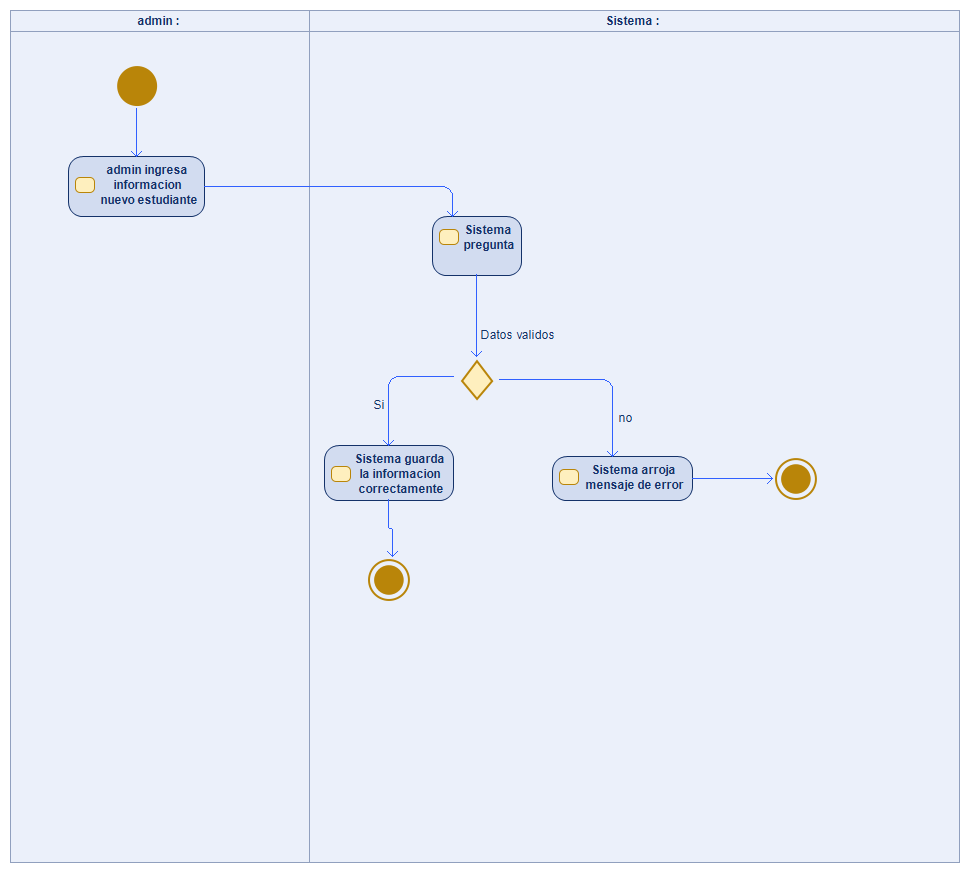 admin :
Sistema :
admin ingresa
informacion
nuevo estudiante
Sistema
pregunta
Datos validos
Si
no
Sistema guarda
la informacion
correctamente
Sistema arroja
mensaje de error